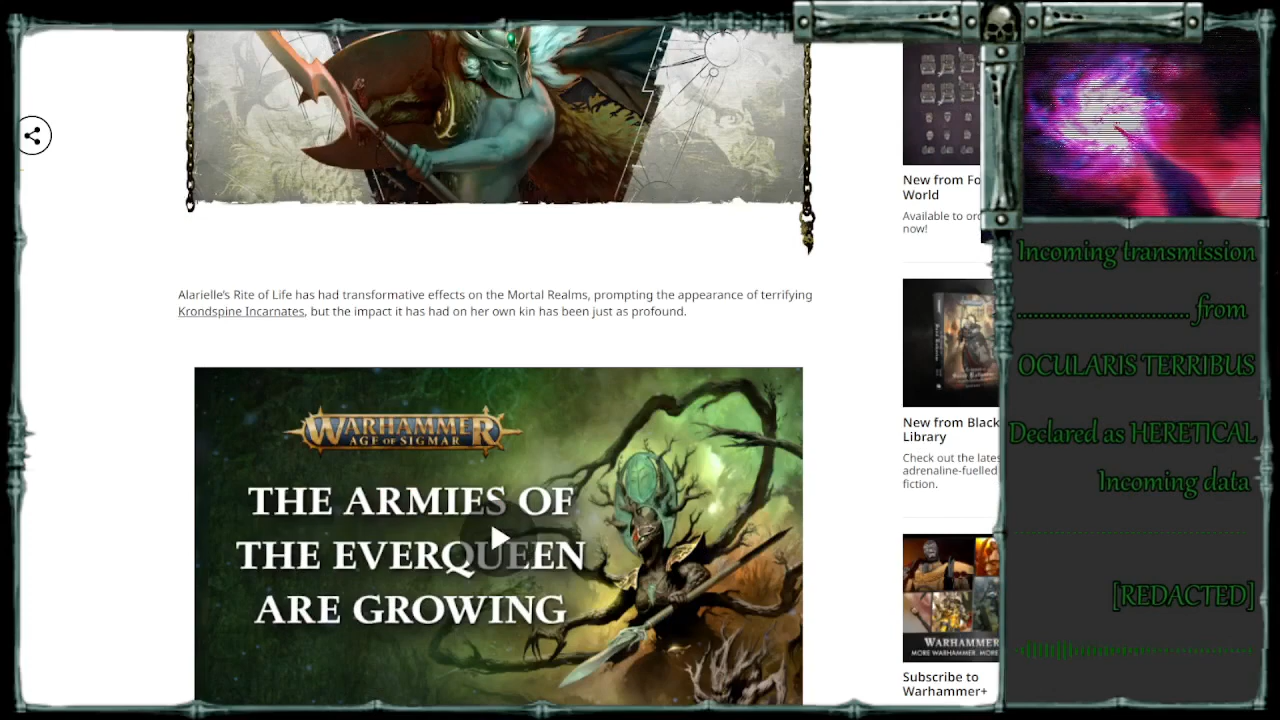 Alarielle's Rite of Life has had transformative effects on the Mortal Realms, prompting the appearance of terrifying
Krondspine Incarnates, but the impact it has had on her own kin has been just as profound.
WARHAMMER
AGE OF SIGMAR
THE ARMIES OF
THE EVERQUEEN
ARE GROWING
New from Fo
World
Available to ord
now!
New from Black
Library
Check out the lates
adrenaline-fuelled
fiction.
WARHAMMER
MORE WARHAMMER. MORE
Subscribe to
Warhammer+
Incoming transmission
.................................. from
OCULARIS TERRIBUS
Declared as HERETICAL
Incoming data
[REDACTED]